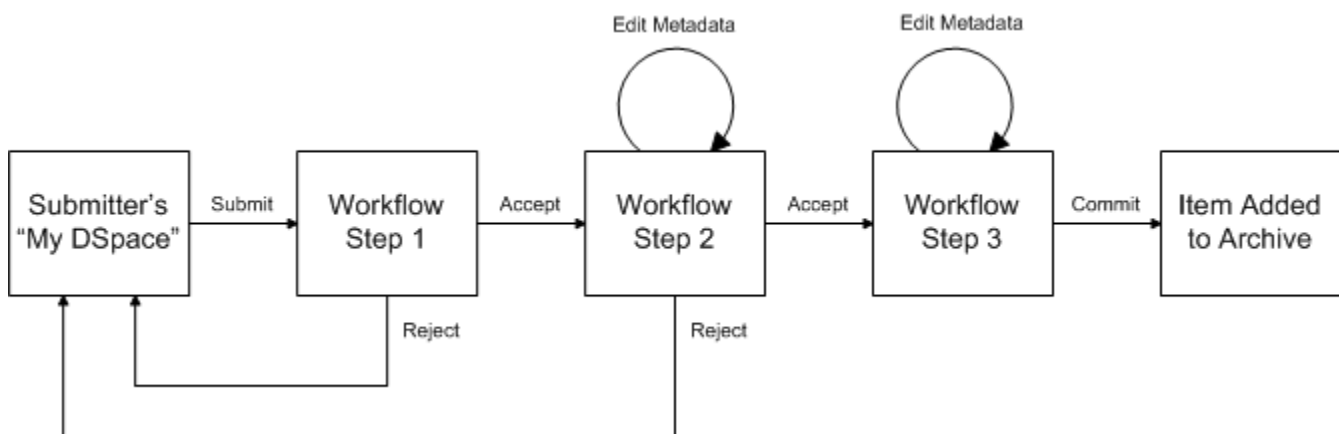 Edit Metadata
Edit Metadata
Submitter's
“My DSpace”
Submit
Workflow
Step 1
Accept
Workflow
Step 2
Accept
Workflow
Step 3
Commit
Item Added
to Archive
Reject
Reject